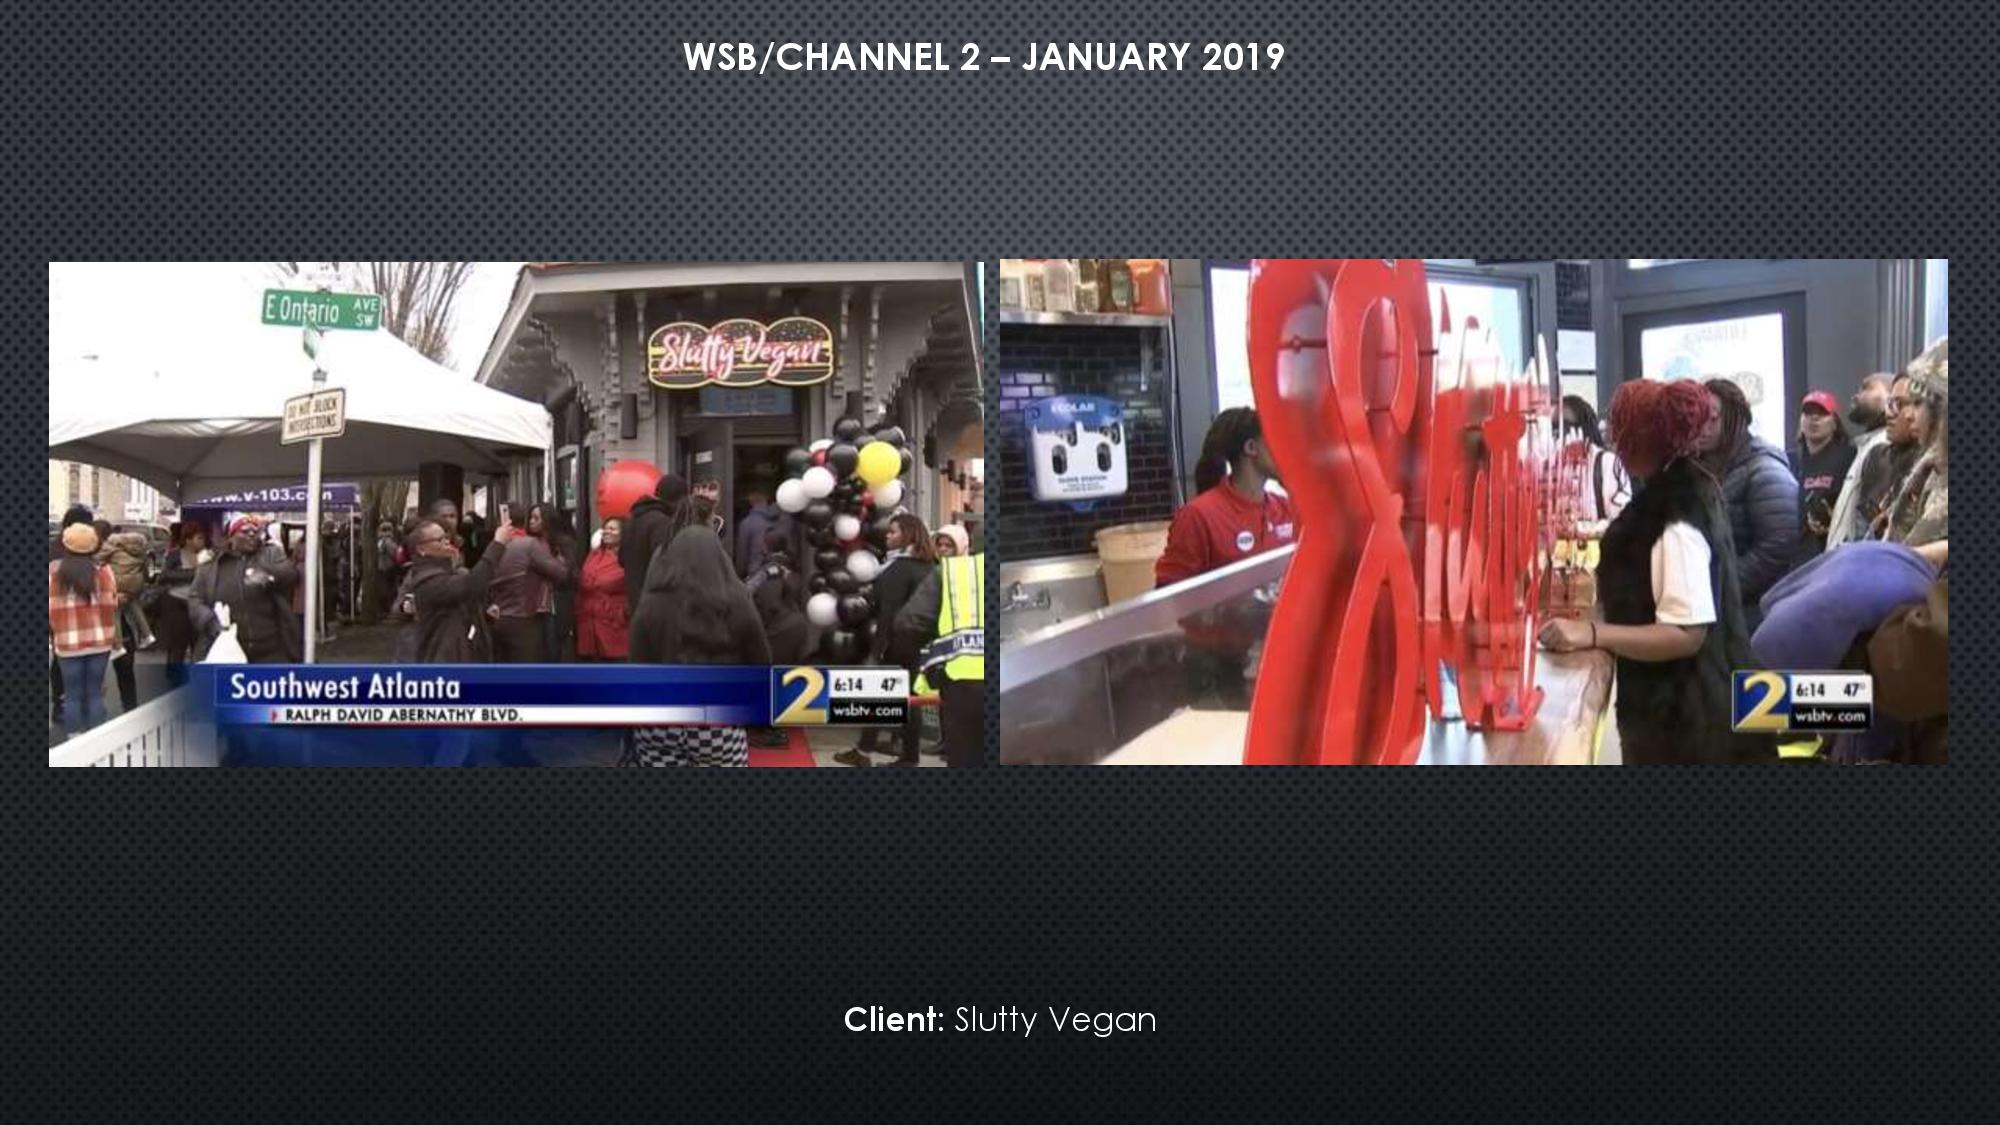 WSB/CHANNEL 2 – JANUARY 2019
E Ontario AVE SW
DO NOT BLOCK
INTERSECTIONS
Slutty Vegan
www.v-103.com
ATLAN
Southwest Atlanta
RALPH DAVID ABERNATHY BLVD.
2 6:14 47°
wsbtv.com
ECOLAB
Slutty
2 6:14 47°
wsbtv.com
Client: Slutty Vegan